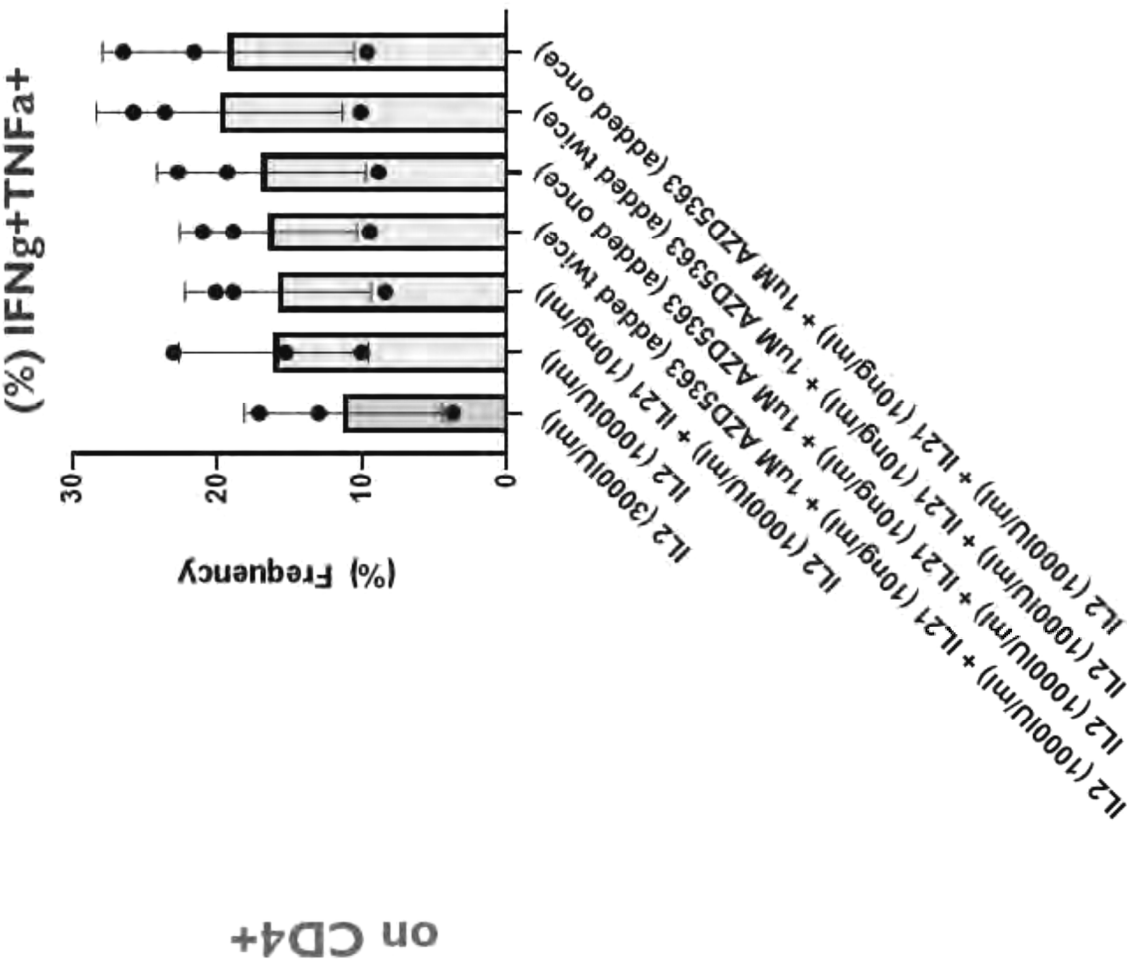 (%) IFNg+TNFa+
on CD4+
(%) Frequency
30
20
10
0
IL2 (3000IU/ml)
IL2 (1000IU/ml)
IL2 (1000IU/ml) + IL21 (10ng/ml)
IL2 (1000IU/ml) + IL21 (10ng/ml) + 1uM AZD5363 (added twice)
IL2 (1000IU/ml) + IL21 (10ng/ml) + 1uM AZD5363 (added once)
IL2 (1000IU/ml) + IL21 (10ng/ml) + 1uM AZD5363 (added twice)
IL2 (1000IU/ml) + IL21 (10ng/ml) + 1uM AZD5363 (added once)